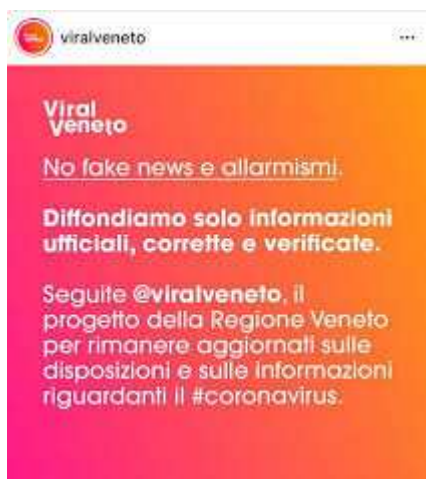 viralveneto
Viral
Veneto
No fake news e allarmismi.
Diffondiamo solo informazioni
ufficiali, corrette e verificate.
Seguite @viralveneto, il
progetto della Regione Veneto
per rimanere aggiornati sulle
disposizioni e sulle informazioni
riguardanti il #coronavirus.